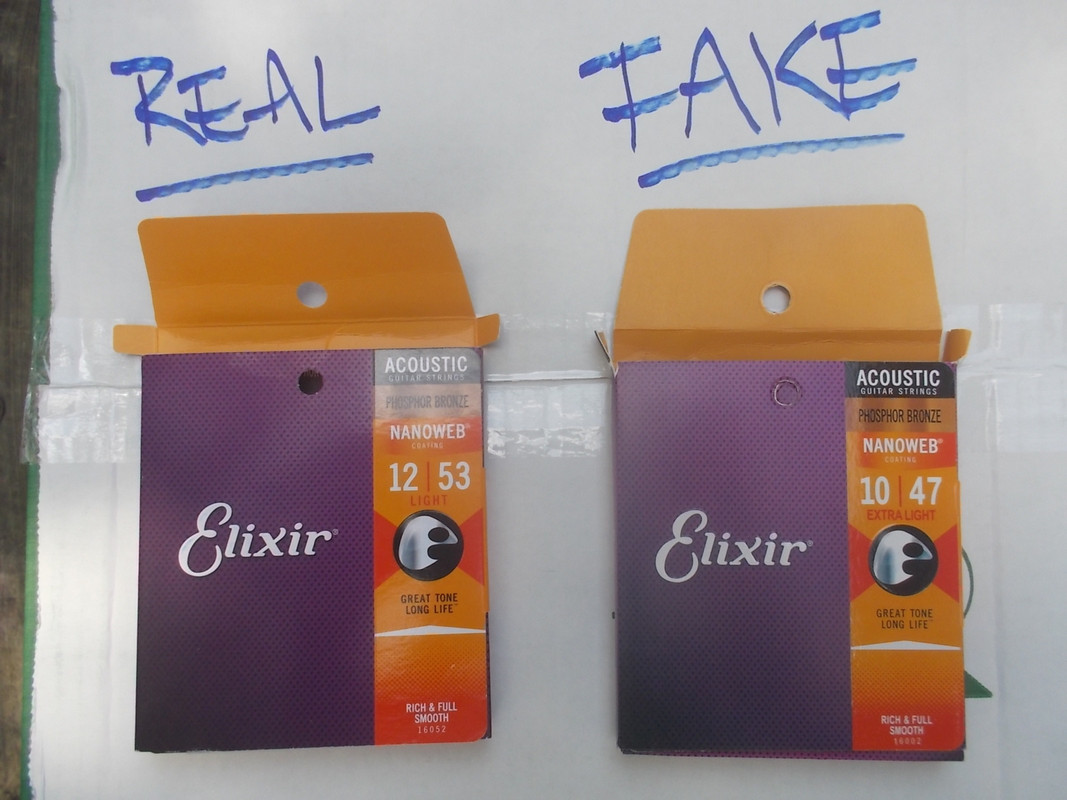 REAL
FAKE
ACOUSTIC
GUITAR STRINGS
PHOSPHOR BRONZE
NANOWEB®
COATING
12 | 53
LIGHT
Elixir®
GREAT TONE
LONG LIFE™
RICH & FULL
SMOOTH
16052
ACOUSTIC
GUITAR STRINGS
PHOSPHOR BRONZE
NANOWEB®
COATING
10 | 47
EXTRA LIGHT
Elixir®
GREAT TONE
LONG LIFE™
RICH & FULL
SMOOTH
16002